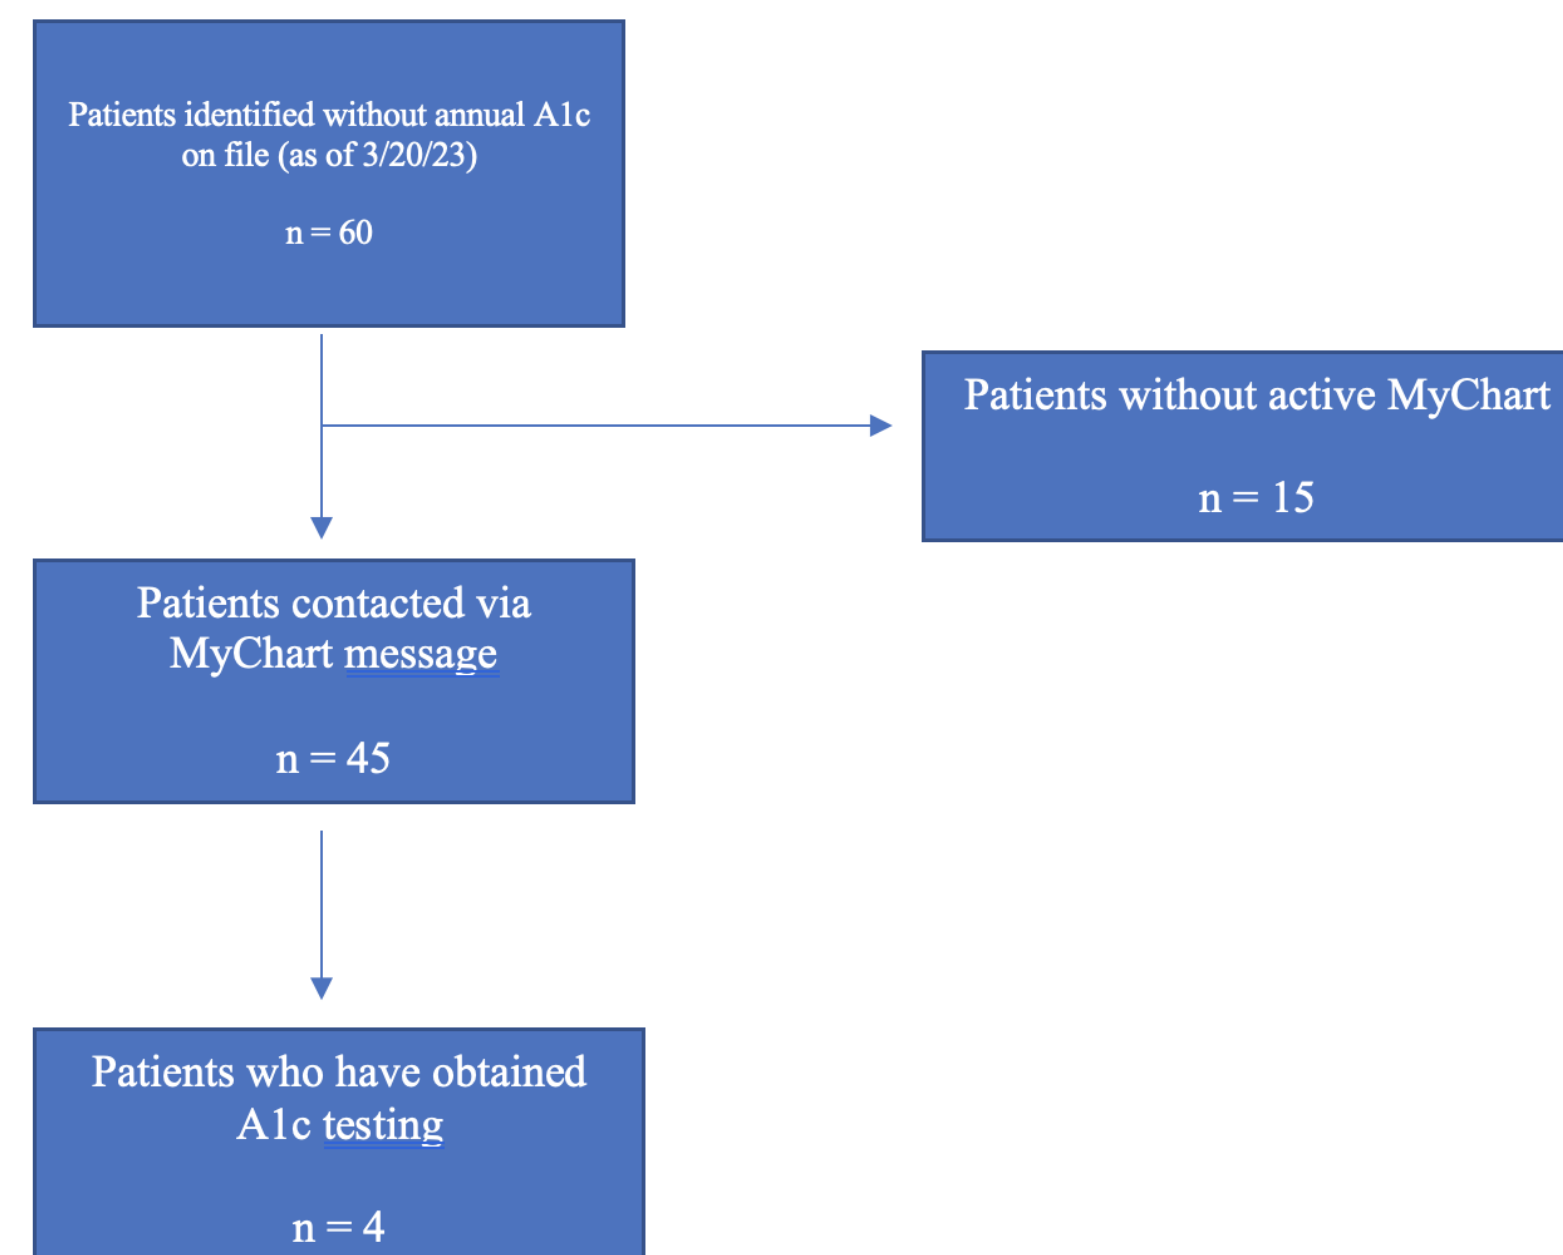 Patients identified without annual A1c
on file (as of 3/20/23)
n = 60
Patients without active MyChart
n = 15
Patients contacted via
MyChart message
n = 45
Patients who have obtained
A1c testing
n = 4